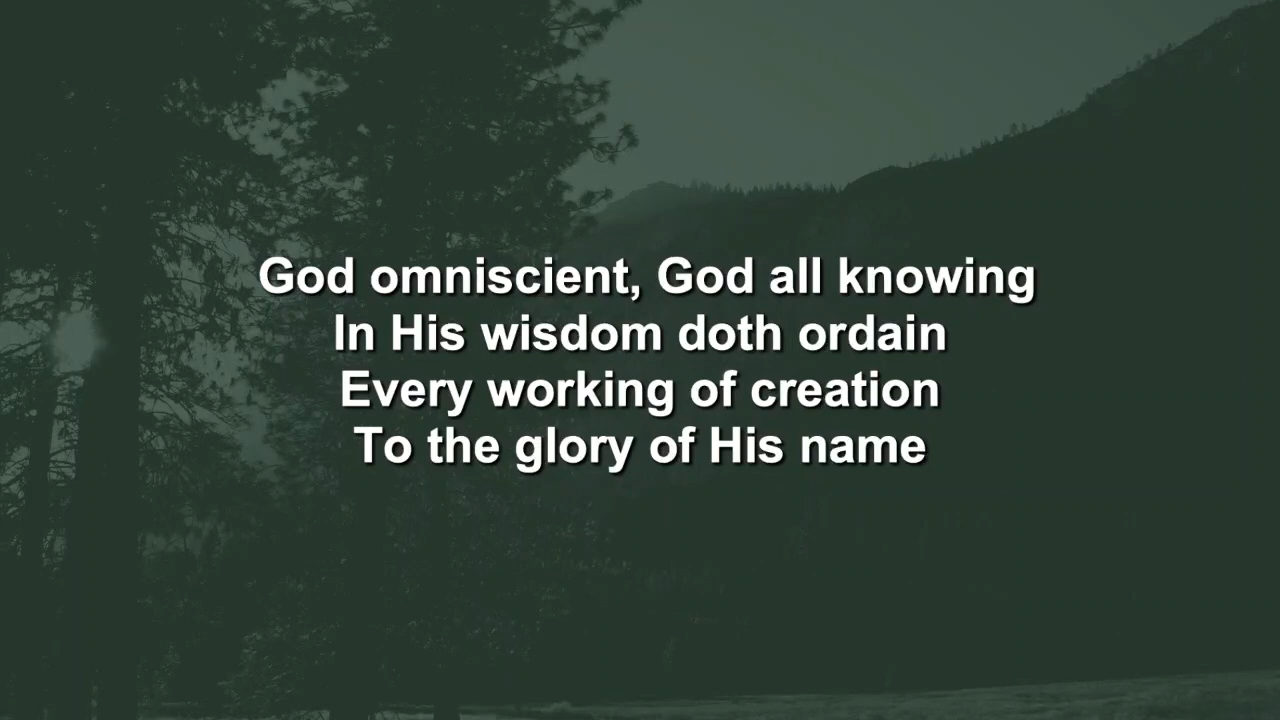 God omniscient, God all knowing
In His wisdom doth ordain
Every working of creation
To the glory of His name